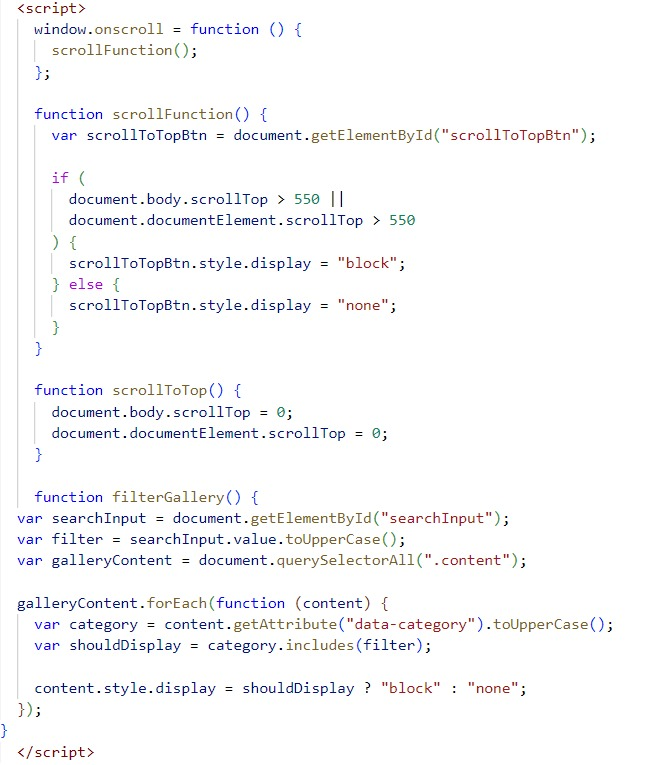 <script>
window.onscroll = function () {
scrollFunction();
};
function scrollFunction() {
var scrollToTopBtn = document.getElementById("scrollToTopBtn");
if (
document.body.scrollTop > 550 ||
document.documentElement.scrollTop > 550
) {
scrollToTopBtn.style.display = "block";
} else {
scrollToTopBtn.style.display = "none";
}
}
function scrollToTop() {
document.body.scrollTop = 0;
document.documentElement.scrollTop = 0;
}
function filterGallery() {
var searchInput = document.getElementById("searchInput");
var filter = searchInput.value.toUpperCase();
var galleryContent = document.querySelectorAll(".content");
galleryContent.forEach(function (content) {
var category = content.getAttribute("data-category").toUpperCase();
var shouldDisplay = category.includes(filter);
content.style.display = shouldDisplay ? "block" : "none";
});
}
</script>